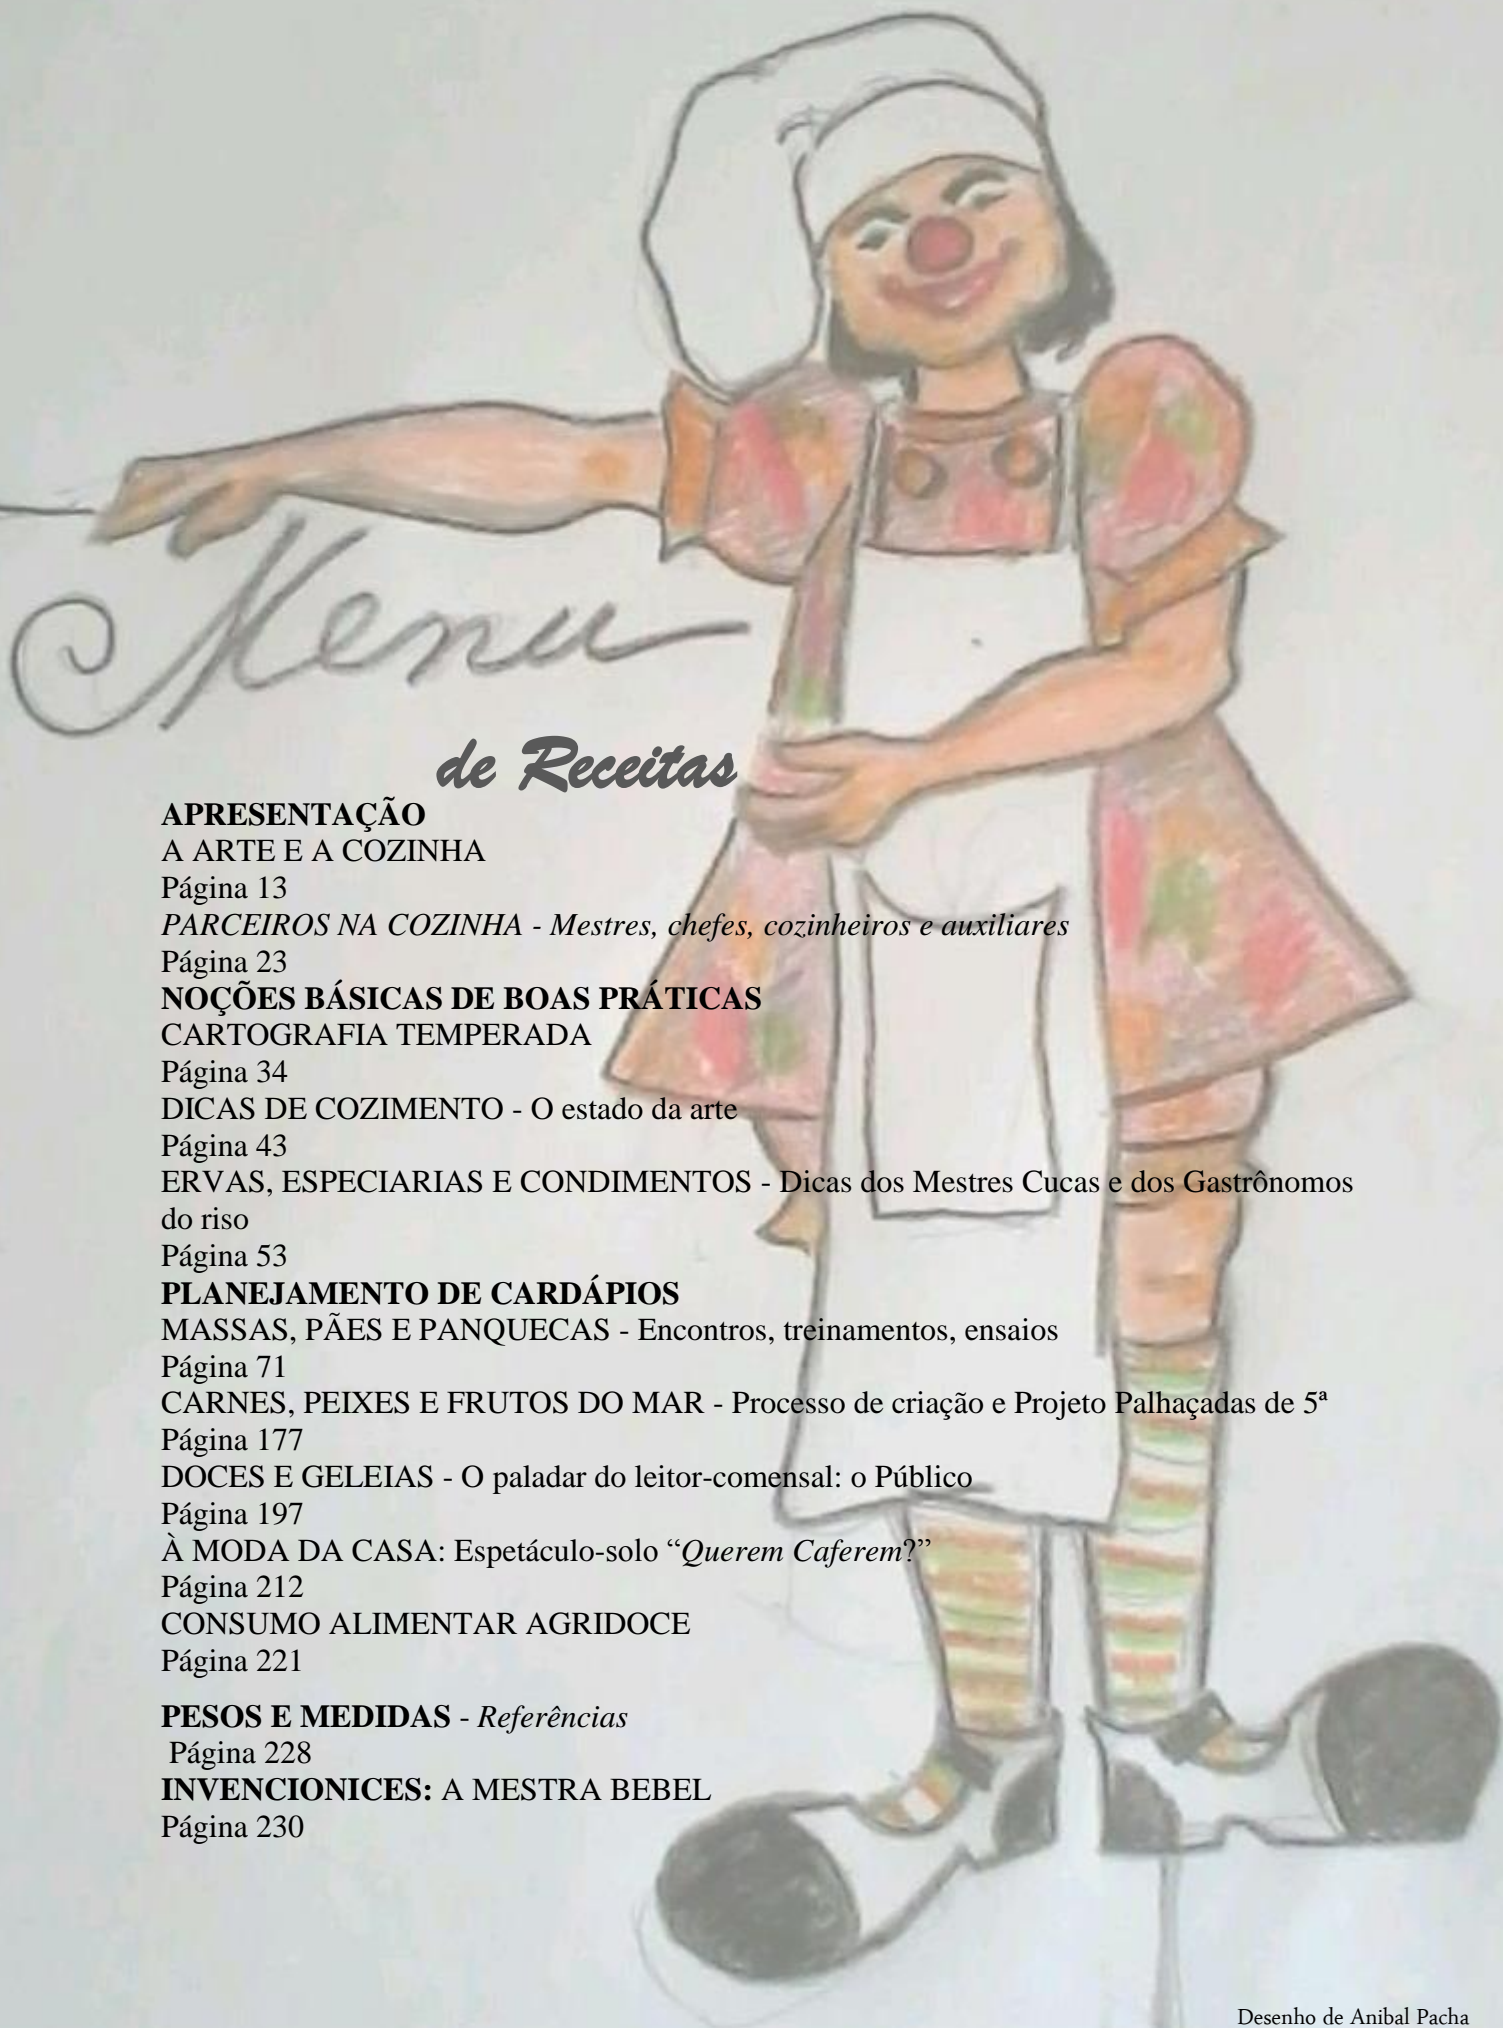 Menu
de Receitas
APRESENTAÇÃO
A ARTE E A COZINHA
Página 13
PARCEIROS NA COZINHA - Mestres, chefes, cozinheiros e auxiliares
Página 23
NOÇÕES BÁSICAS DE BOAS PRÁTICAS
CARTOGRAFIA TEMPERADA
Página 34
DICAS DE COZIMENTO - O estado da arte
Página 43
ERVAS, ESPECIARIAS E CONDIMENTOS - Dicas dos Mestres Cucas e dos Gastrônomos
do riso
Página 53
PLANEJAMENTO DE CARDÁPIOS
MASSAS, PÃES E PANQUECAS - Encontros, treinamentos, ensaios
Página 71
CARNES, PEIXES E FRUTOS DO MAR - Processo de criação e Projeto Palhaçadas de 5ª
Página 177
DOCES E GELEIAS - O paladar do leitor-comensal: o Público
Página 197
À MODA DA CASA: Espetáculo-solo “Querem Caferem?”
Página 212
CONSUMO ALIMENTAR AGRIDOCE
Página 221
PESOS E MEDIDAS - Referências
Página 228
INVENCIONICES: A MESTRA BEBEL
Página 230
Desenho de Anibal Pacha